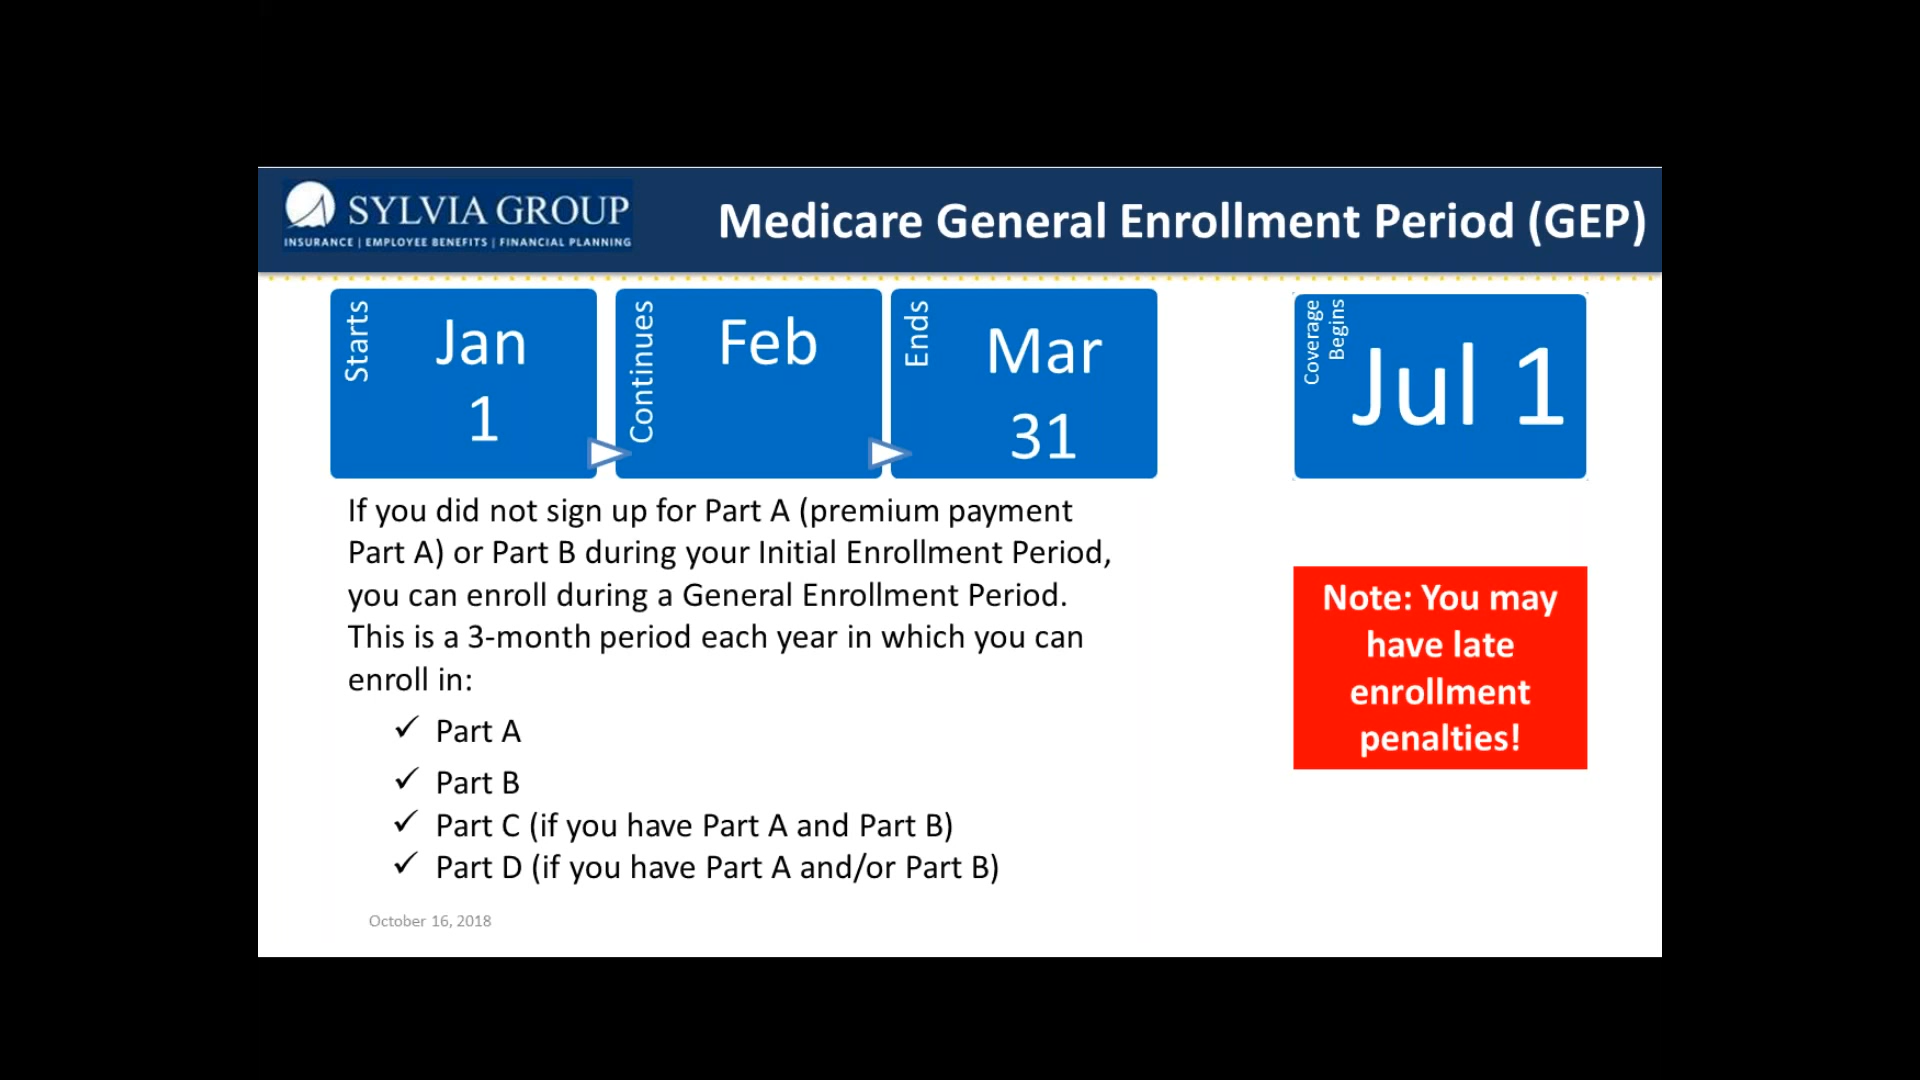 SYLVIA GROUP
INSURANCE | EMPLOYEE BENEFITS | FINANCIAL PLANNING
Medicare General Enrollment Period (GEP)
Starts
Jan
1
Continues
Feb
Ends
Mar
31
Coverage
Begins
Jul 1
If you did not sign up for Part A (premium payment
Part A) or Part B during your Initial Enrollment Period,
you can enroll during a General Enrollment Period.
This is a 3-month period each year in which you can
enroll in:
✓ Part A
✓ Part B
✓ Part C (if you have Part A and Part B)
✓ Part D (if you have Part A and/or Part B)
Note: You may
have late
enrollment
penalties!
October 16, 2018